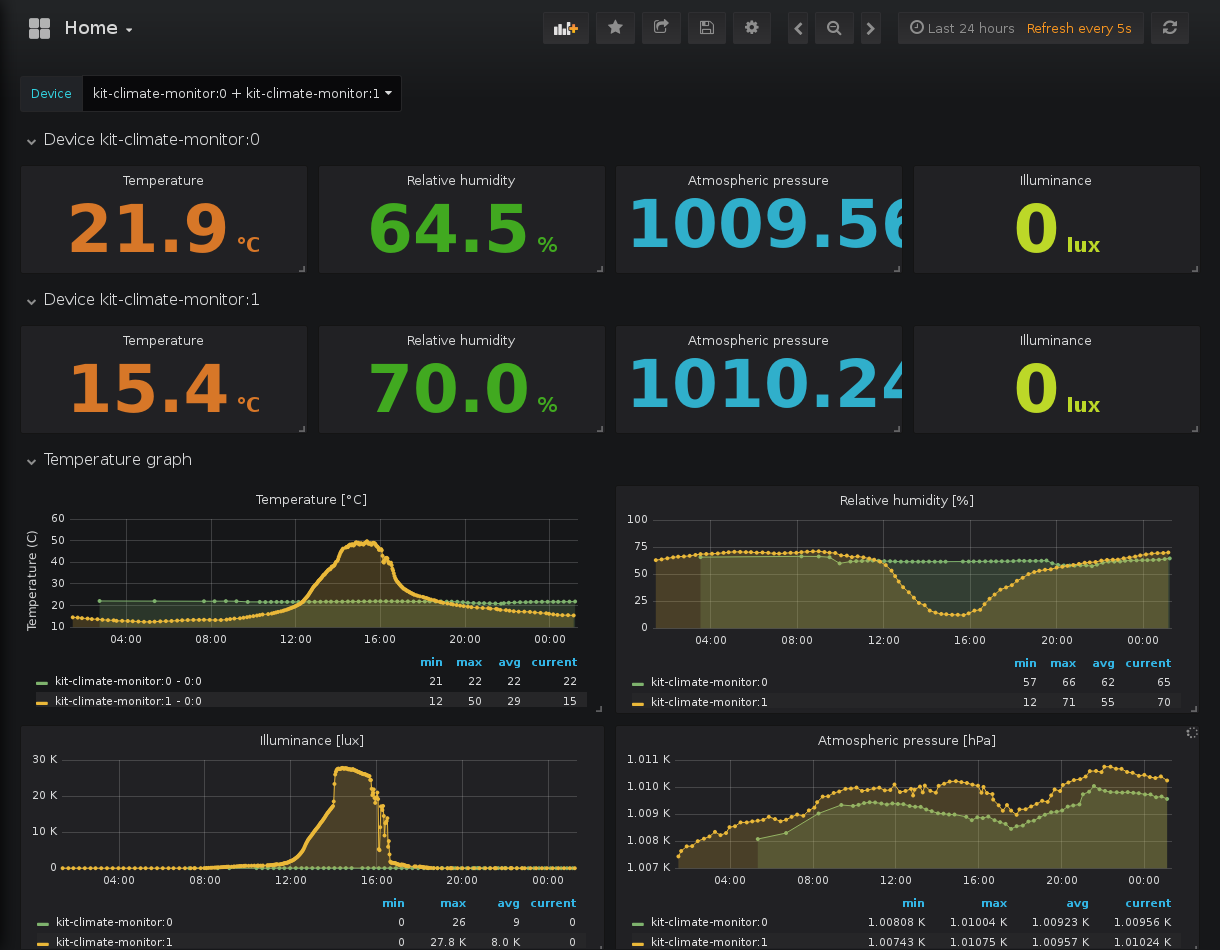 Home
Last 24 hours Refresh every 5s
Device kit-climate-monitor:0 + kit-climate-monitor:1
Device kit-climate-monitor:0
Temperature Relative humidity Atmospheric pressure Illuminance
21.9 °C 64.5 % 1009.56 0 lux
Device kit-climate-monitor:1
Temperature Relative humidity Atmospheric pressure Illuminance
15.4 °C 70.0 % 1010.24 0 lux
Temperature graph
Temperature [°C]
Temperature (C)
60
50
40
30
20
10
04:00 08:00 12:00 16:00 20:00 00:00
min max avg current
kit-climate-monitor:0 - 0:0 21 22 22 22
kit-climate-monitor:1 - 0:0 12 50 29 15
Relative humidity [%]
100
75
50
25
0
04:00 08:00 12:00 16:00 20:00 00:00
min max avg current
kit-climate-monitor:0 57 66 62 65
kit-climate-monitor:1 12 71 55 70
Illuminance [lux]
30 K
20 K
10 K
0
04:00 08:00 12:00 16:00 20:00 00:00
min max avg current
kit-climate-monitor:0 0 26 9 0
kit-climate-monitor:1 0 27.8 K 8.0 K 0
Atmospheric pressure [hPa]
1.011 K
1.010 K
1.009 K
1.008 K
1.007 K
04:00 08:00 12:00 16:00 20:00 00:00
min max avg current
kit-climate-monitor:0 1.00808 K 1.01004 K 1.00923 K 1.00956 K
kit-climate-monitor:1 1.00743 K 1.01075 K 1.00957 K 1.01024 K